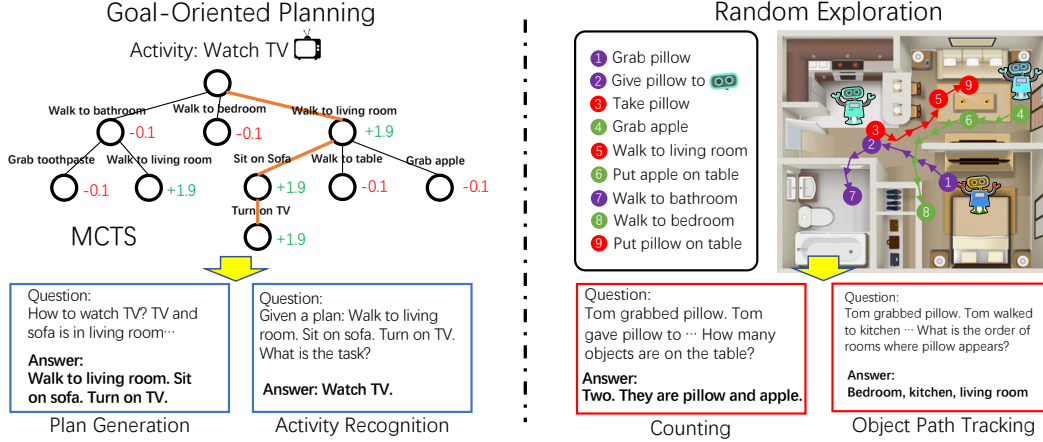 Goal-Oriented Planning
Activity: Watch TV
Walk to bathroom
Walk to bedroom
Walk to living room
-0.1
-0.1
+1.9
Grab toothpaste
Walk to living room
Sit on Sofa
Walk to table
Grab apple
-0.1
+1.9
+1.9
-0.1
-0.1
Turn on TV
+1.9
MCTS
Question:
How to watch TV? TV and
sofa is in living room···
Answer:
Walk to living room. Sit
on sofa. Turn on TV.
Plan Generation
Question:
Given a plan: Walk to living
room. Sit on sofa. Turn on TV.
What is the task?
Answer: Watch TV.
Activity Recognition
Random Exploration
1 Grab pillow
2 Give pillow to
3 Take pillow
4 Grab apple
5 Walk to living room
6 Put apple on table
7 Walk to bathroom
8 Walk to bedroom
9 Put pillow on table
9
5
4
6
3
2
1
7
8
Question:
Tom grabbed pillow. Tom
gave pillow to ··· How many
objects are on the table?
Answer:
Two. They are pillow and apple.
Counting
Question:
Tom grabbed pillow. Tom walked
to kitchen ··· What is the order of
rooms where pillow appears?
Answer:
Bedroom, kitchen, living room
Object Path Tracking